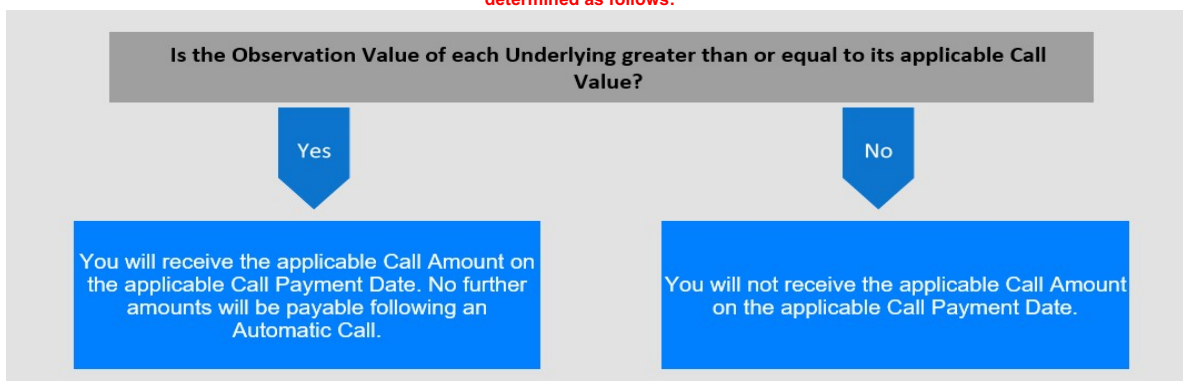 determined as follows:
Is the Observation Value of each Underlying greater than or equal to its applicable Call
Value?
Yes
No
You will receive the applicable Call Amount on
the applicable Call Payment Date. No further
amounts will be payable following an
Automatic Call.
You will not receive the applicable Call Amount
on the applicable Call Payment Date.